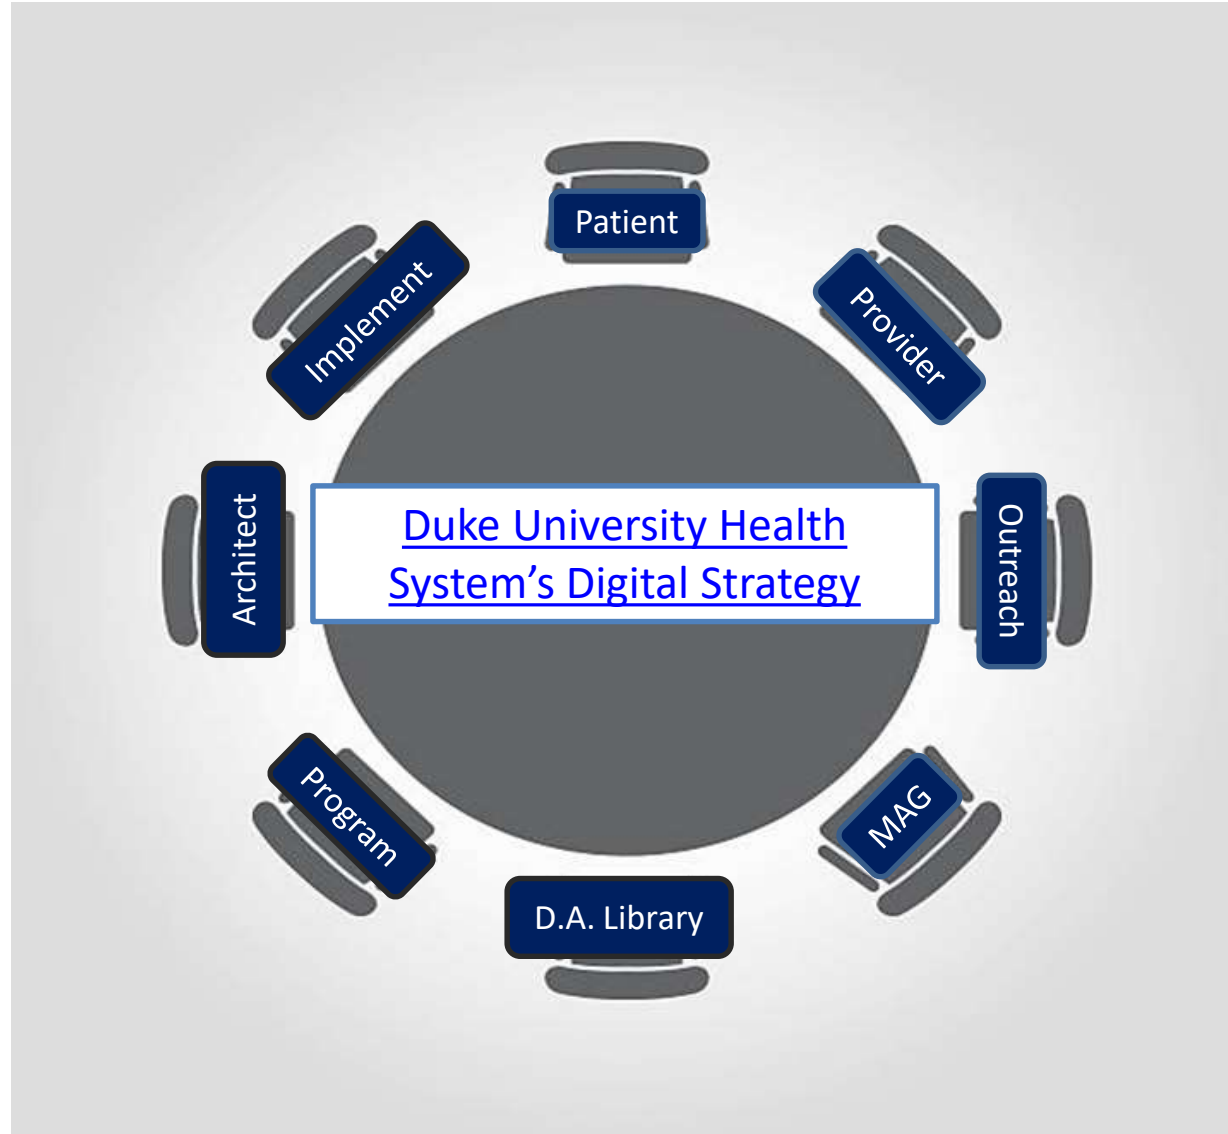 Patient
Provider
Outreach
MAG
D.A. Library
Program
Architect
Implement
Duke University Health
System’s Digital Strategy